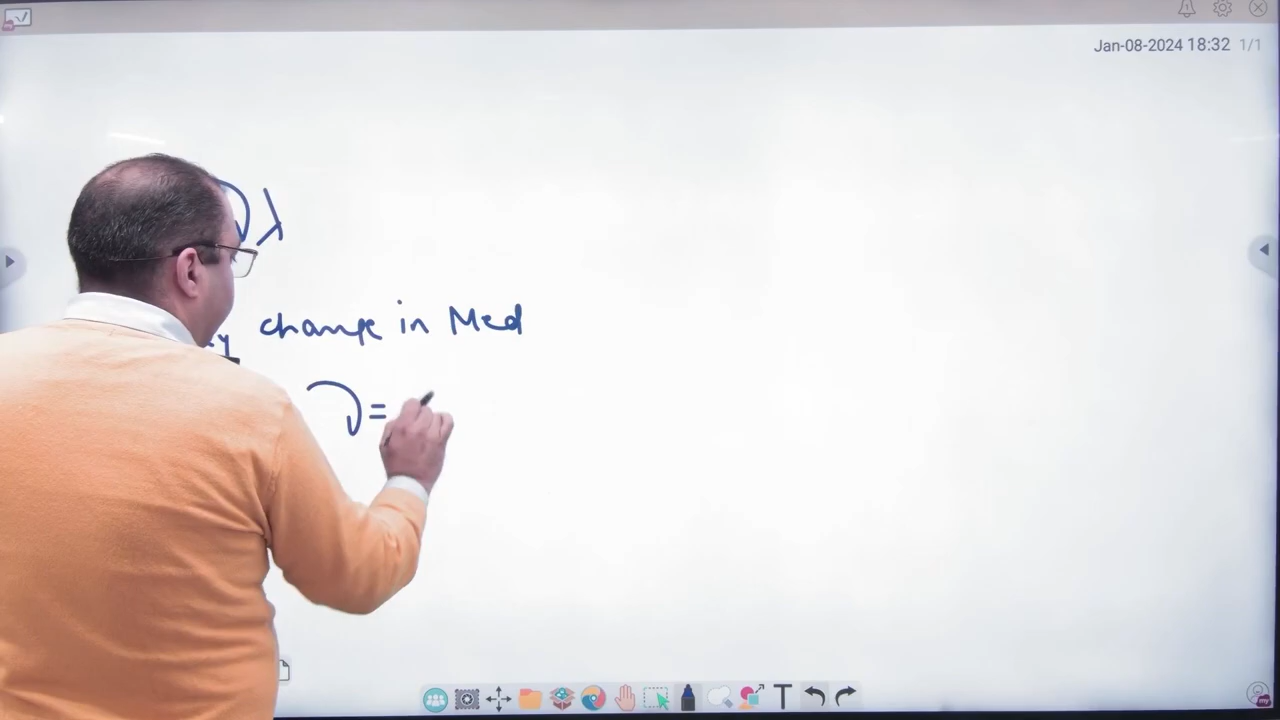 Jan-08-2024 18:32 1/1
λ
change in Med
=
T